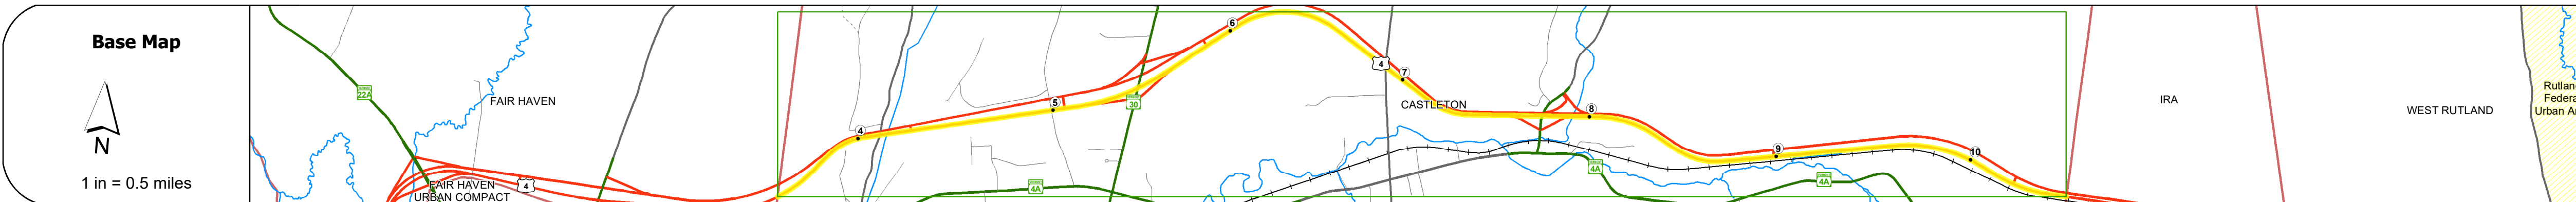 Base Map
N
1 in = 0.5 miles
22A
FAIR HAVEN
FAIR HAVEN
URBAN COMPACT
4
4
5
6
30
4A
4
7
CASTLETON
8
4A
9
4A
10
IRA
WEST RUTLAND
Rutlan
Federa
Urban Ar